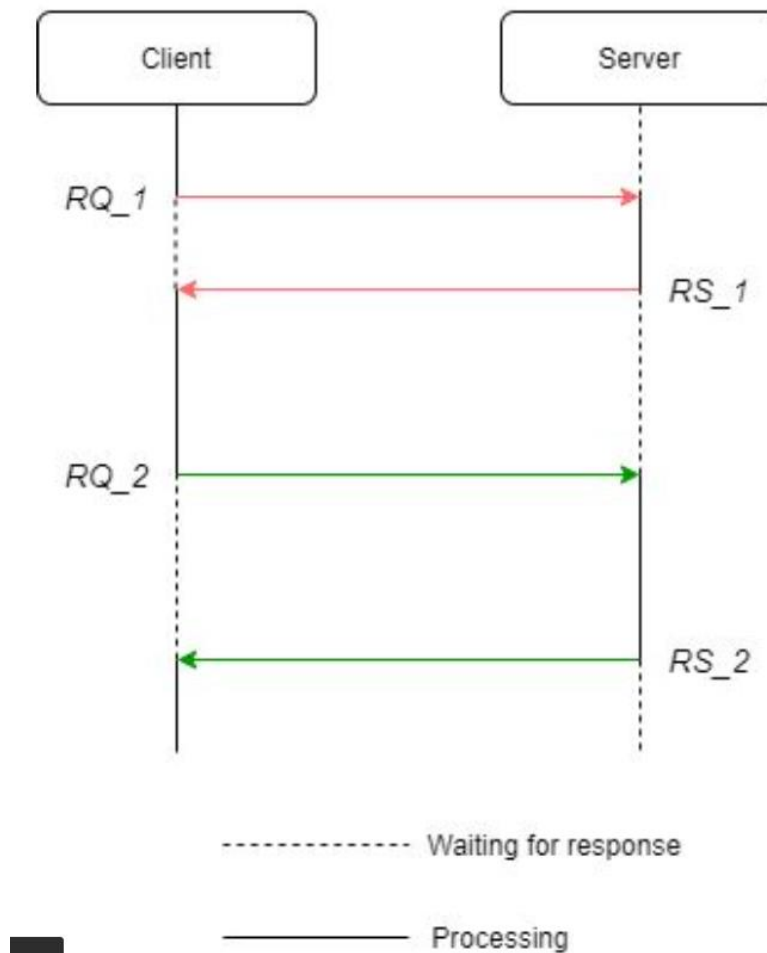 Client
Server
RQ_1
RS_1
RQ_2
RS_2
Waiting for response
Processing